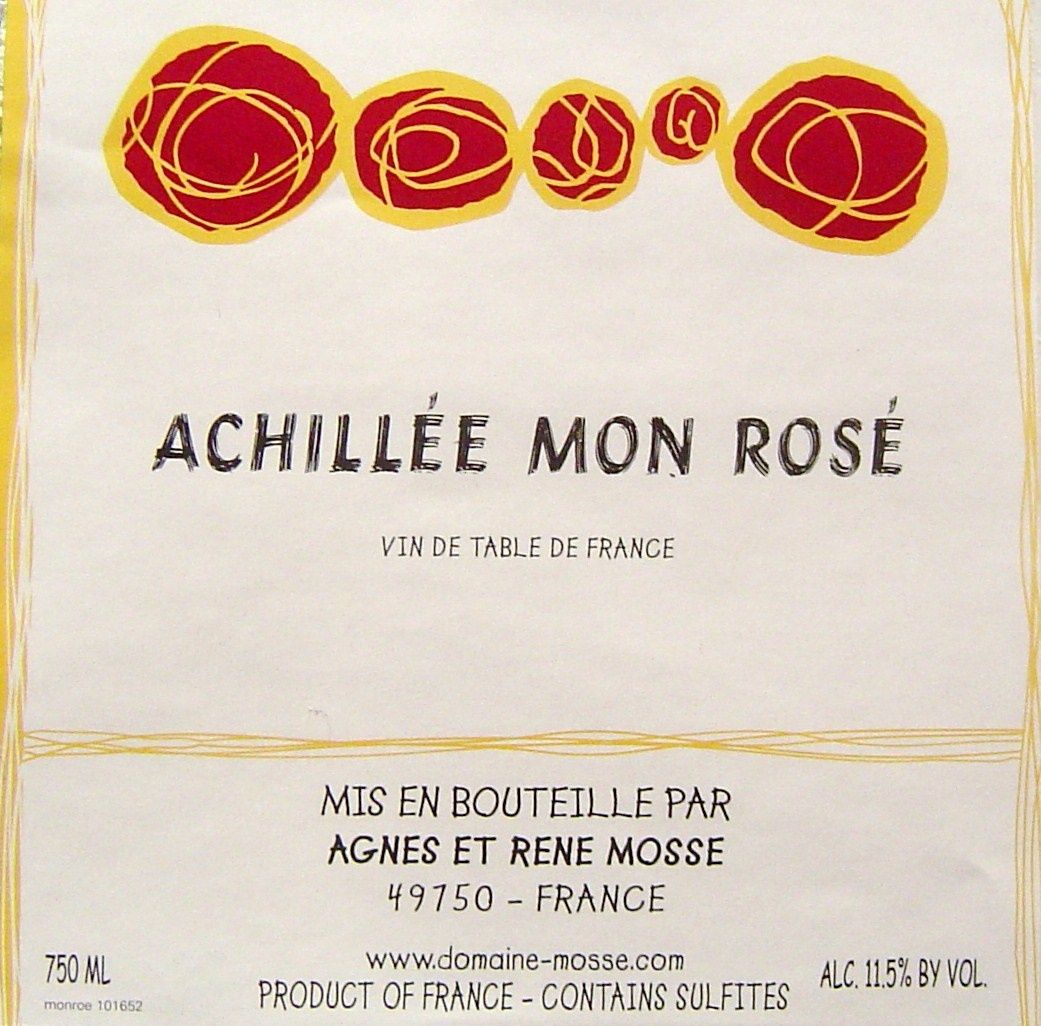 ACHILLÉE MON ROSÉ
VIN DE TABLE DE FRANCE
MIS EN BOUTEILLE PAR
AGNES ET RENE MOSSE
49750 - FRANCE
www.domaine-mosse.com
750 ML
ALC. 11.5% BY VOL.
PRODUCT OF FRANCE - CONTAINS SULFITES
monroe 101652